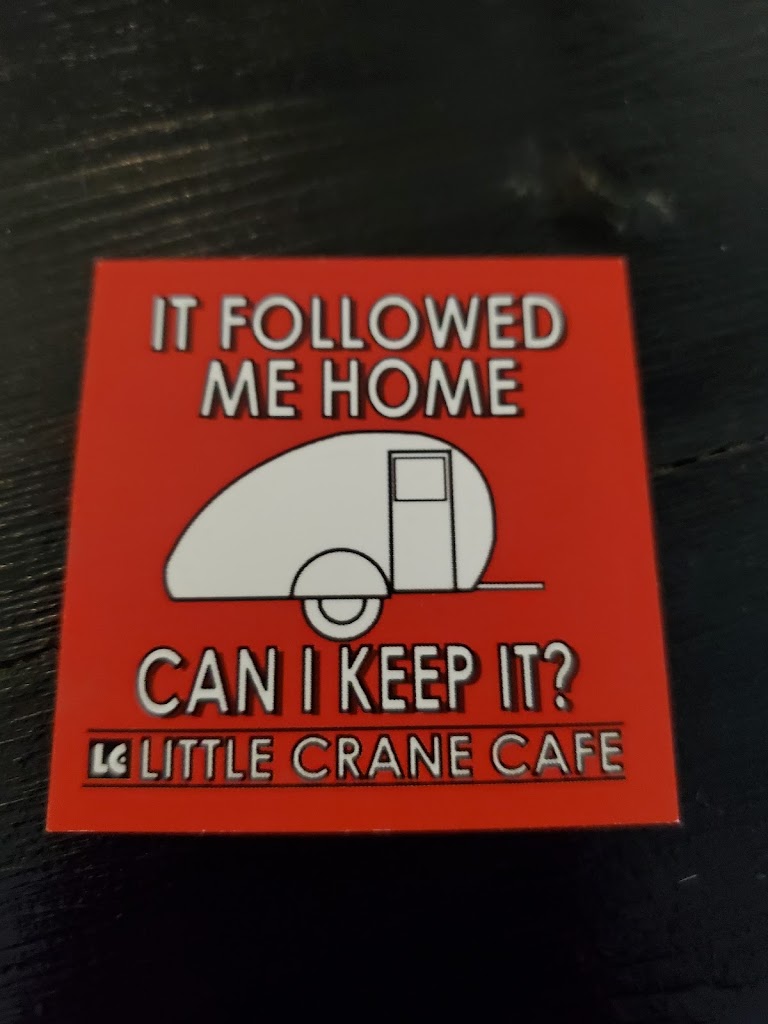 IT FOLLOWED
ME HOME
CAN I KEEP IT?
LC LITTLE CRANE CAFE